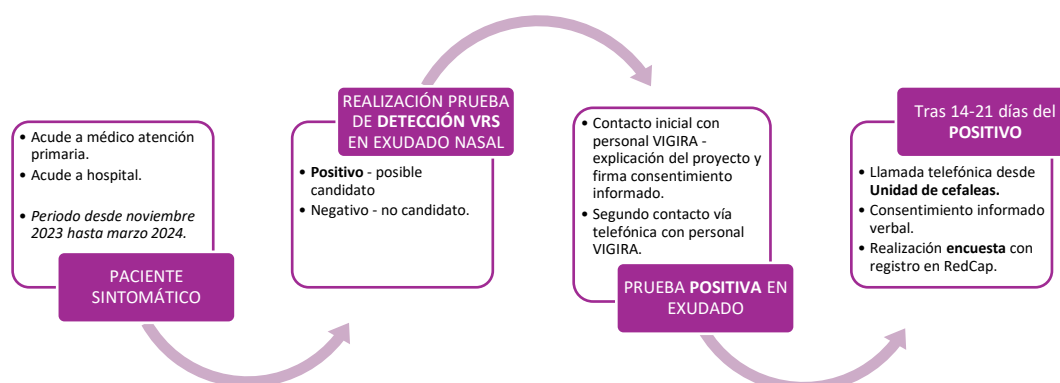 • Acude a médico atención
primaria.
• Acude a hospital.
• Periodo desde noviembre
2023 hasta marzo 2024.
PACIENTE
SINTOMÁTICO
REALIZACIÓN PRUEBA
DE DETECCIÓN VRS
EN EXUDADO NASAL
• Positivo - posible
candidato
• Negativo - no candidato.
• Contacto inicial con
personal VIGIRA -
explicación del proyecto y
firma consentimiento
informado.
• Segundo contacto vía
telefónica con personal
VIGIRA.
PRUEBA POSITIVA EN
EXUDADO
Tras 14-21 días del
POSITIVO
• Llamada telefónica desde
Unidad de cefaleas.
• Consentimiento informado
verbal.
• Realización encuesta con
registro en RedCap.